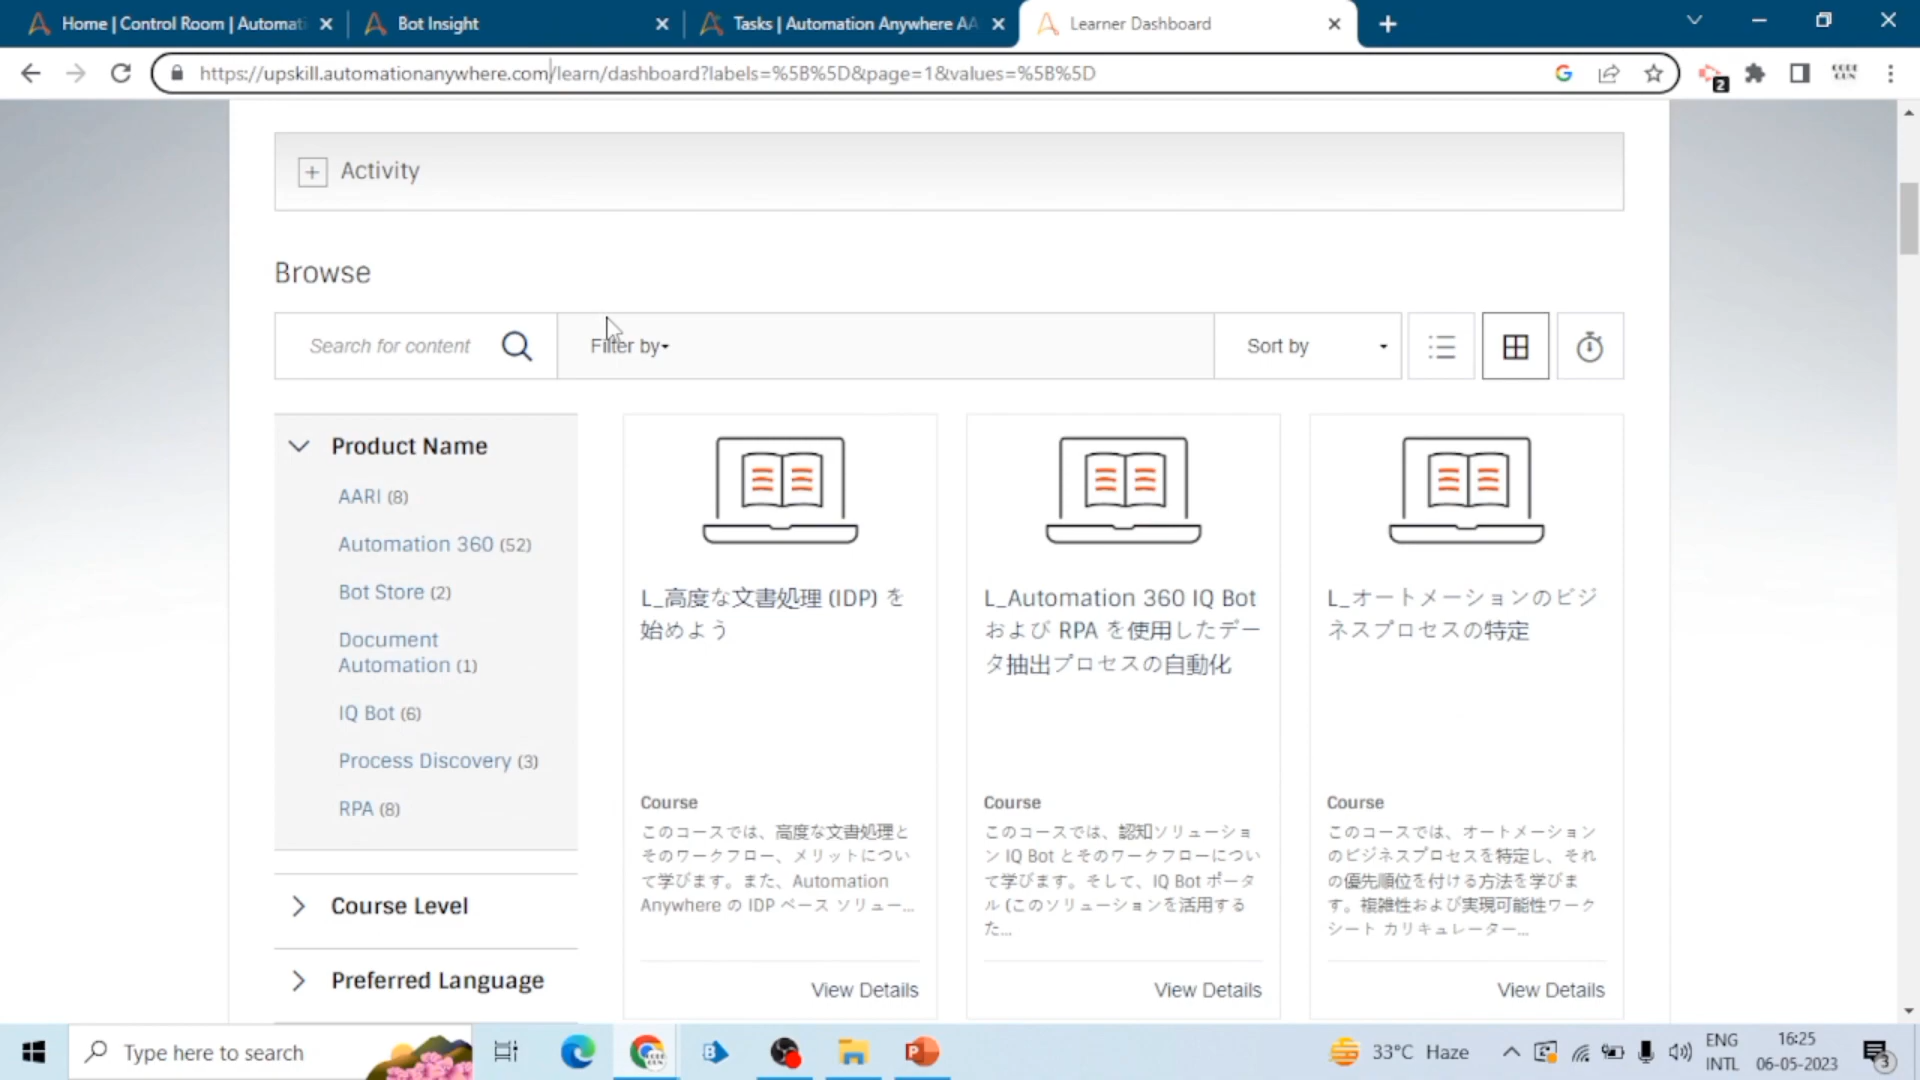 Home | Control Room | Automati
Bot Insight
Tasks | Automation Anywhere AA
Learner Dashboard
https://upskill.automationanywhere.com/learn/dashboard?labels=%5B%5D&page=1&values=%5B%5D
2
Activity
Browse
Search for content
Filter by
Sort by
Product Name
AARI (8)
Automation 360 (52)
Bot Store (2)
Document
Automation (1)
IQ Bot (6)
Process Discovery (3)
RPA (8)
Course Level
Preferred Language
L_高度な文書処理 (IDP) を
始めよう
Course
このコースでは、高度な文書処理と
そのワークフロー、メリットについ
て学びます。また、Automation
Anywhere の IDP ベース ソリュー...
View Details
L_Automation 360 IQ Bot
および RPA を使用したデー
タ抽出プロセスの自動化
Course
このコースでは、認知ソリューショ
ン IQ Bot とそのワークフローについ
て学びます。そして、IQ Bot ポータ
ル (このソリューションを活用する
た...
View Details
L_オートメーションのビジ
ネスプロセスの特定
Course
このコースでは、オートメーション
のビジネスプロセスを特定し、それ
の優先順位を付ける方法を学びま
す。複雑性および実現可能性ワーク
シート カリキュレーター...
View Details
Type here to search
33°C Haze
ENG
INTL
16:25
06-05-2023
3